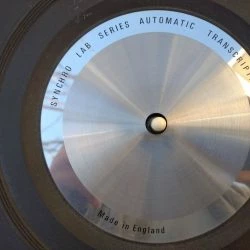 SYNCHRO LAB SERIES AUTOMATIC
Made in England